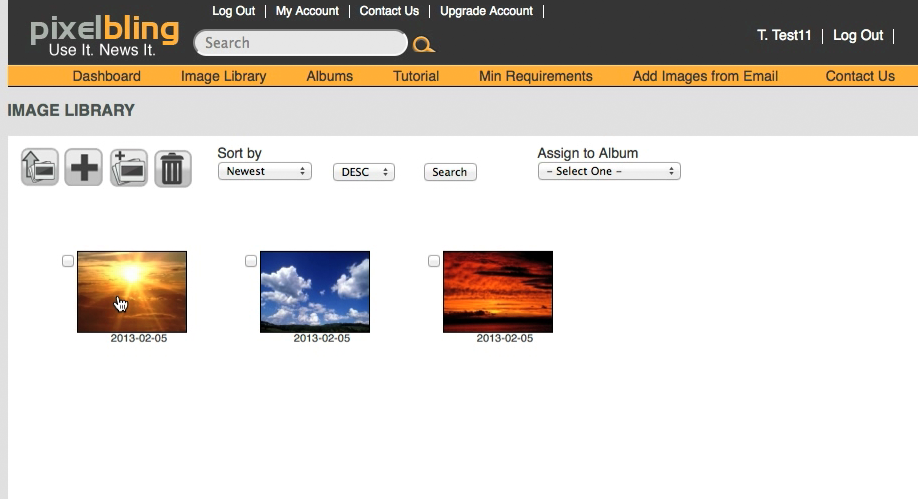 Log Out | My Account | Contact Us | Upgrade Account |
pixelbling
Use It. News It.
Search
T. Test11 | Log Out |
Dashboard Image Library Albums Tutorial Min Requirements Add Images from Email Contact Us
IMAGE LIBRARY
Sort by
Assign to Album
Newest DESC Search – Select One –
2013-02-05 2013-02-05 2013-02-05